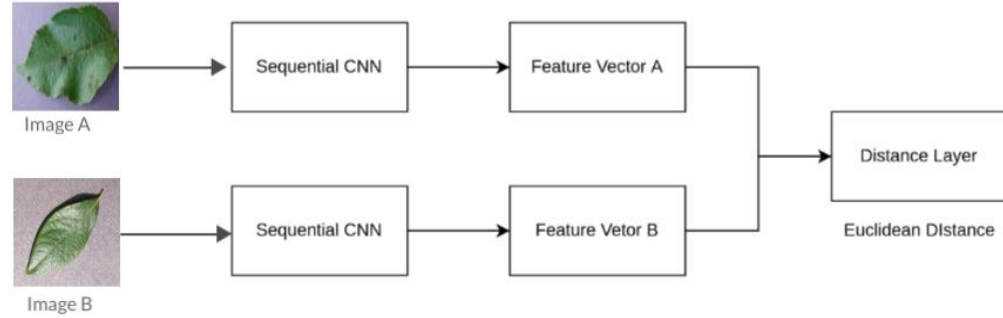 Image A
Sequential CNN
Feature Vector A
Image B
Sequential CNN
Feature Vetor B
Distance Layer
Euclidean DIstance